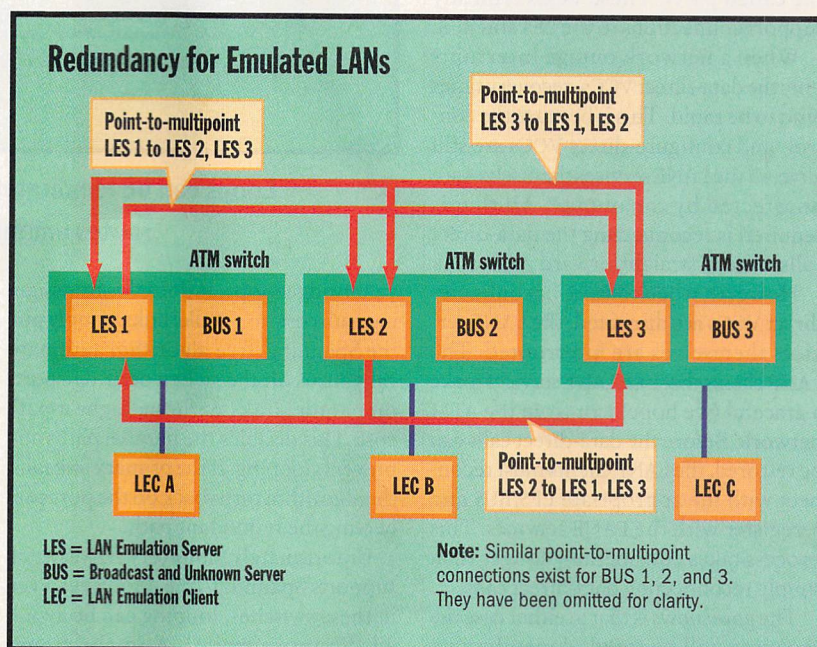 Redundancy for Emulated LANs
Point-to-multipoint
LES 1 to LES 2, LES 3
Point-to-multipoint
LES 3 to LES 1, LES 2
ATM switch
ATM switch
ATM switch
LES 1
BUS 1
LES 2
BUS 2
LES 3
BUS 3
Point-to-multipoint
LES 2 to LES 1, LES 3
LEC A
LEC B
LEC C
LES = LAN Emulation Server
BUS = Broadcast and Unknown Server
LEC = LAN Emulation Client
Note: Similar point-to-multipoint
connections exist for BUS 1, 2, and 3.
They have been omitted for clarity.